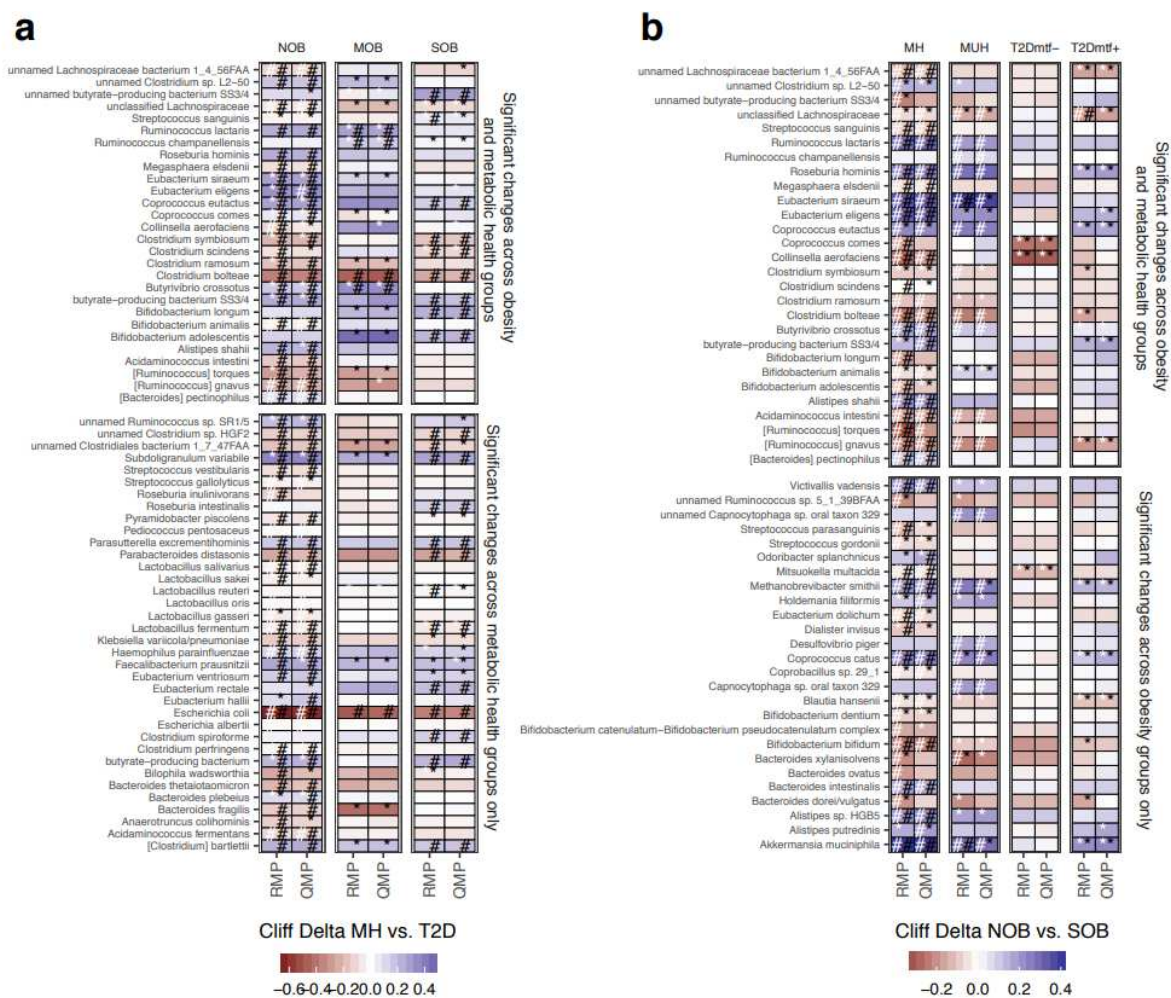 a
NOB MOB SOB
unnamed Lachnospiraceae bacterium 1_4_56FAA
unnamed Clostridium sp. L2−50
unnamed butyrate−producing bacterium SS3/4
unclassified Lachnospiraceae
Streptococcus sanguinis
Ruminococcus lactaris
Ruminococcus champanellensis
Roseburia hominis
Megasphaera elsdenii
Eubacterium siraeum
Eubacterium eligens
Coprococcus eutactus
Coprococcus comes
Collinsella aerofaciens
Clostridium symbiosum
Clostridium scindens
Clostridium ramosum
Clostridium bolteae
Butyrivibrio crossotus
butyrate−producing bacterium SS3/4
Bifidobacterium longum
Bifidobacterium animalis
Bifidobacterium adolescentis
Alistipes shahii
Acidaminococcus intestini
[Ruminococcus] torques
[Ruminococcus] gnavus
[Bacteroides] pectinophilus
Significant changes across obesity
and metabolic health groups
unnamed Ruminococcus sp. SR1/5
unnamed Clostridium sp. HGF2
unnamed Clostridiales bacterium 1_7_47FAA
Subdoligranulum variabile
Streptococcus vestibularis
Streptococcus gallolyticus
Roseburia inulinivorans
Roseburia intestinalis
Pyramidobacter piscolens
Pediococcus pentosaceus
Parasutterella excrementihominis
Parabacteroides distasonis
Lactobacillus salivarius
Lactobacillus sakei
Lactobacillus reuteri
Lactobacillus oris
Lactobacillus gasseri
Lactobacillus fermentum
Klebsiella variicola/pneumoniae
Haemophilus parainfluenzae
Faecalibacterium prausnitzii
Eubacterium ventriosum
Eubacterium rectale
Eubacterium hallii
Escherichia coli
Escherichia albertii
Clostridium spiroforme
Clostridium perfringens
butyrate−producing bacterium
Bilophila wadsworthia
Bacteroides thetaiotaomicron
Bacteroides plebeius
Bacteroides fragilis
Anaerotruncus colihominis
Acidaminococcus fermentans
[Clostridium] bartlettii
Significant changes across metabolic health groups only
RMP QMP RMP QMP RMP QMP
Cliff Delta MH vs. T2D
−0.6−0.4−0.20.0 0.2 0.4
b
MH MUH T2Dmtf− T2Dmtf+
unnamed Lachnospiraceae bacterium 1_4_56FAA
unnamed Clostridium sp. L2−50
unnamed butyrate−producing bacterium SS3/4
unclassified Lachnospiraceae
Streptococcus sanguinis
Ruminococcus lactaris
Ruminococcus champanellensis
Roseburia hominis
Megasphaera elsdenii
Eubacterium siraeum
Eubacterium eligens
Coprococcus eutactus
Coprococcus comes
Collinsella aerofaciens
Clostridium symbiosum
Clostridium scindens
Clostridium ramosum
Clostridium bolteae
Butyrivibrio crossotus
butyrate−producing bacterium SS3/4
Bifidobacterium longum
Bifidobacterium animalis
Bifidobacterium adolescentis
Alistipes shahii
Acidaminococcus intestini
[Ruminococcus] torques
[Ruminococcus] gnavus
[Bacteroides] pectinophilus
Significant changes across obesity
and metabolic health groups
Victivallis vadensis
unnamed Ruminococcus sp. 5_1_39BFAA
unnamed Capnocytophaga sp. oral taxon 329
Streptococcus parasanguinis
Streptococcus gordonii
Odoribacter splanchnicus
Mitsuokella multacida
Methanobrevibacter smithii
Holdemania filiformis
Eubacterium dolichum
Dialister invisus
Desulfovibrio piger
Coprococcus catus
Coprobacillus sp. 29_1
Capnocytophaga sp. oral taxon 329
Blautia hansenii
Bifidobacterium dentium
Bifidobacterium catenulatum−Bifidobacterium pseudocatenulatum complex
Bifidobacterium bifidum
Bacteroides xylanisolvens
Bacteroides ovatus
Bacteroides intestinalis
Bacteroides dorei/vulgatus
Alistipes sp. HGB5
Alistipes putredinis
Akkermansia muciniphila
Significant changes across obesity groups only
RMP QMP RMP QMP RMP QMP RMP QMP
Cliff Delta NOB vs. SOB
−0.2 0.0 0.2 0.4